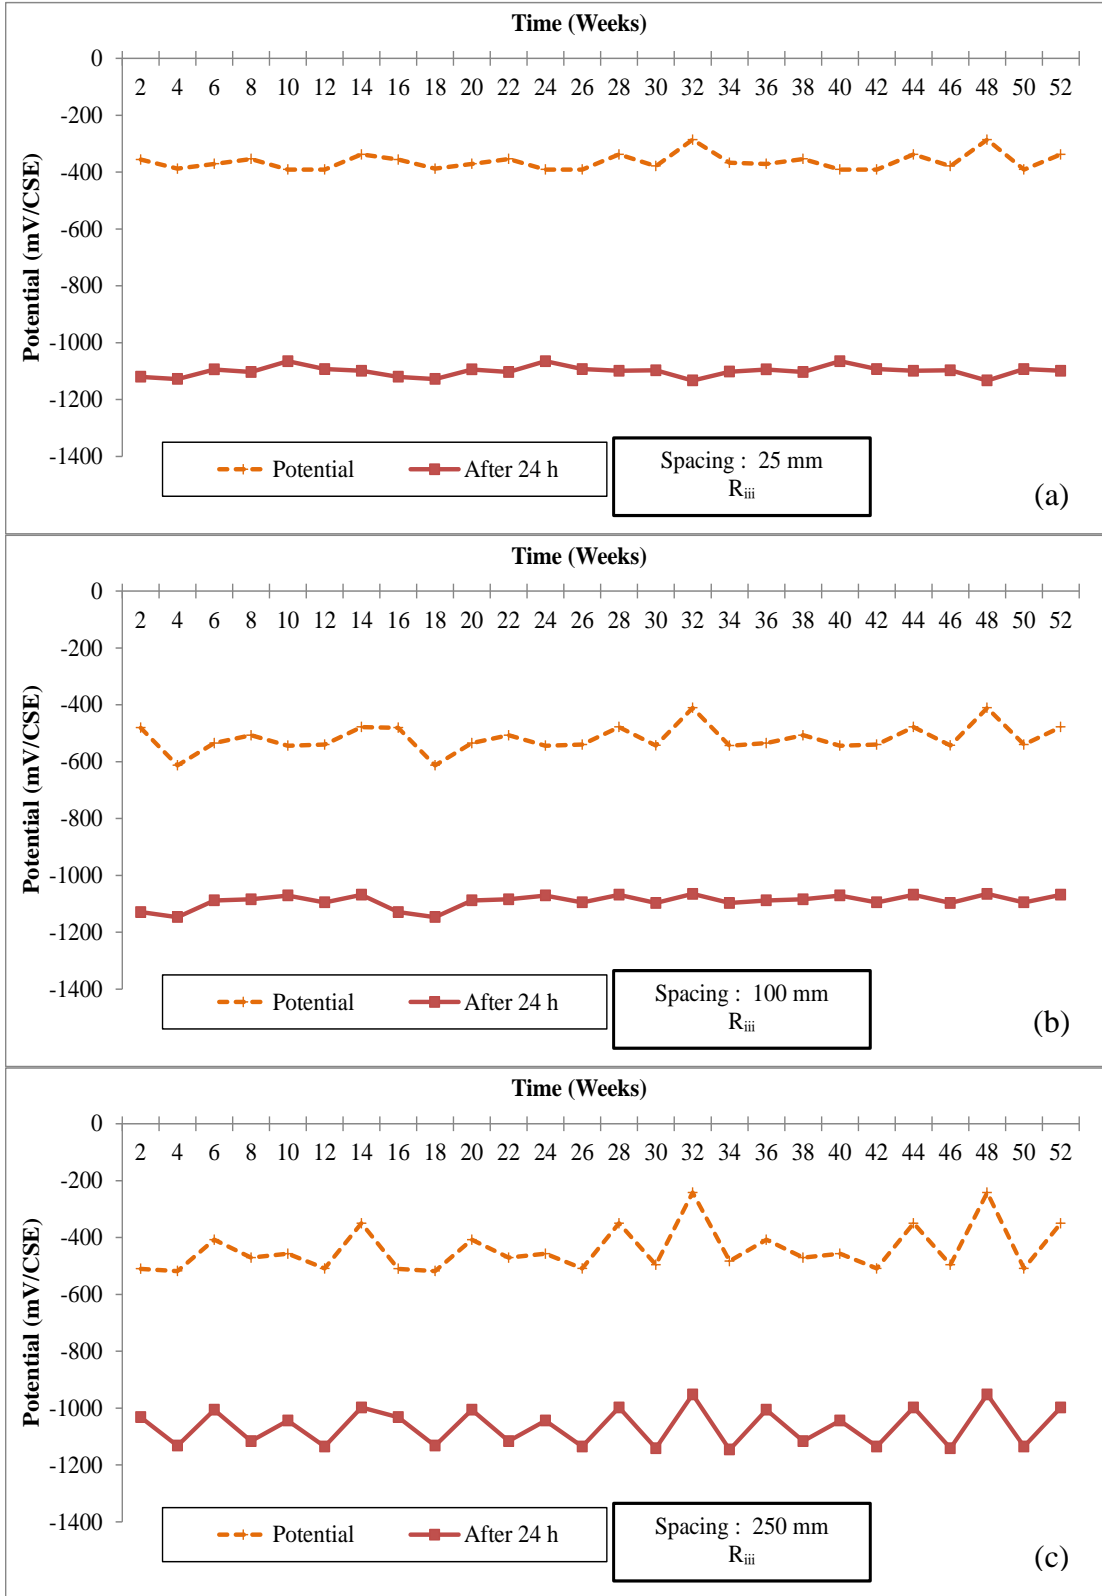 Time (Weeks)
0
2 4 6 8 10 12 14 16 18 20 22 24 26 28 30 32 34 36 38 40 42 44 46 48 50 52
-200
-400
-600
-800
-1000
-1200
-1400
Potential (mV/CSE)
Potential After 24 h
Spacing : 25 mm
Riii
(a)
Time (Weeks)
0
2 4 6 8 10 12 14 16 18 20 22 24 26 28 30 32 34 36 38 40 42 44 46 48 50 52
-200
-400
-600
-800
-1000
-1200
-1400
Potential (mV/CSE)
Potential After 24 h
Spacing : 100 mm
Riii
(b)
Time (Weeks)
0
2 4 6 8 10 12 14 16 18 20 22 24 26 28 30 32 34 36 38 40 42 44 46 48 50 52
-200
-400
-600
-800
-1000
-1200
-1400
Potential (mV/CSE)
Potential After 24 h
Spacing : 250 mm
Riii
(c)